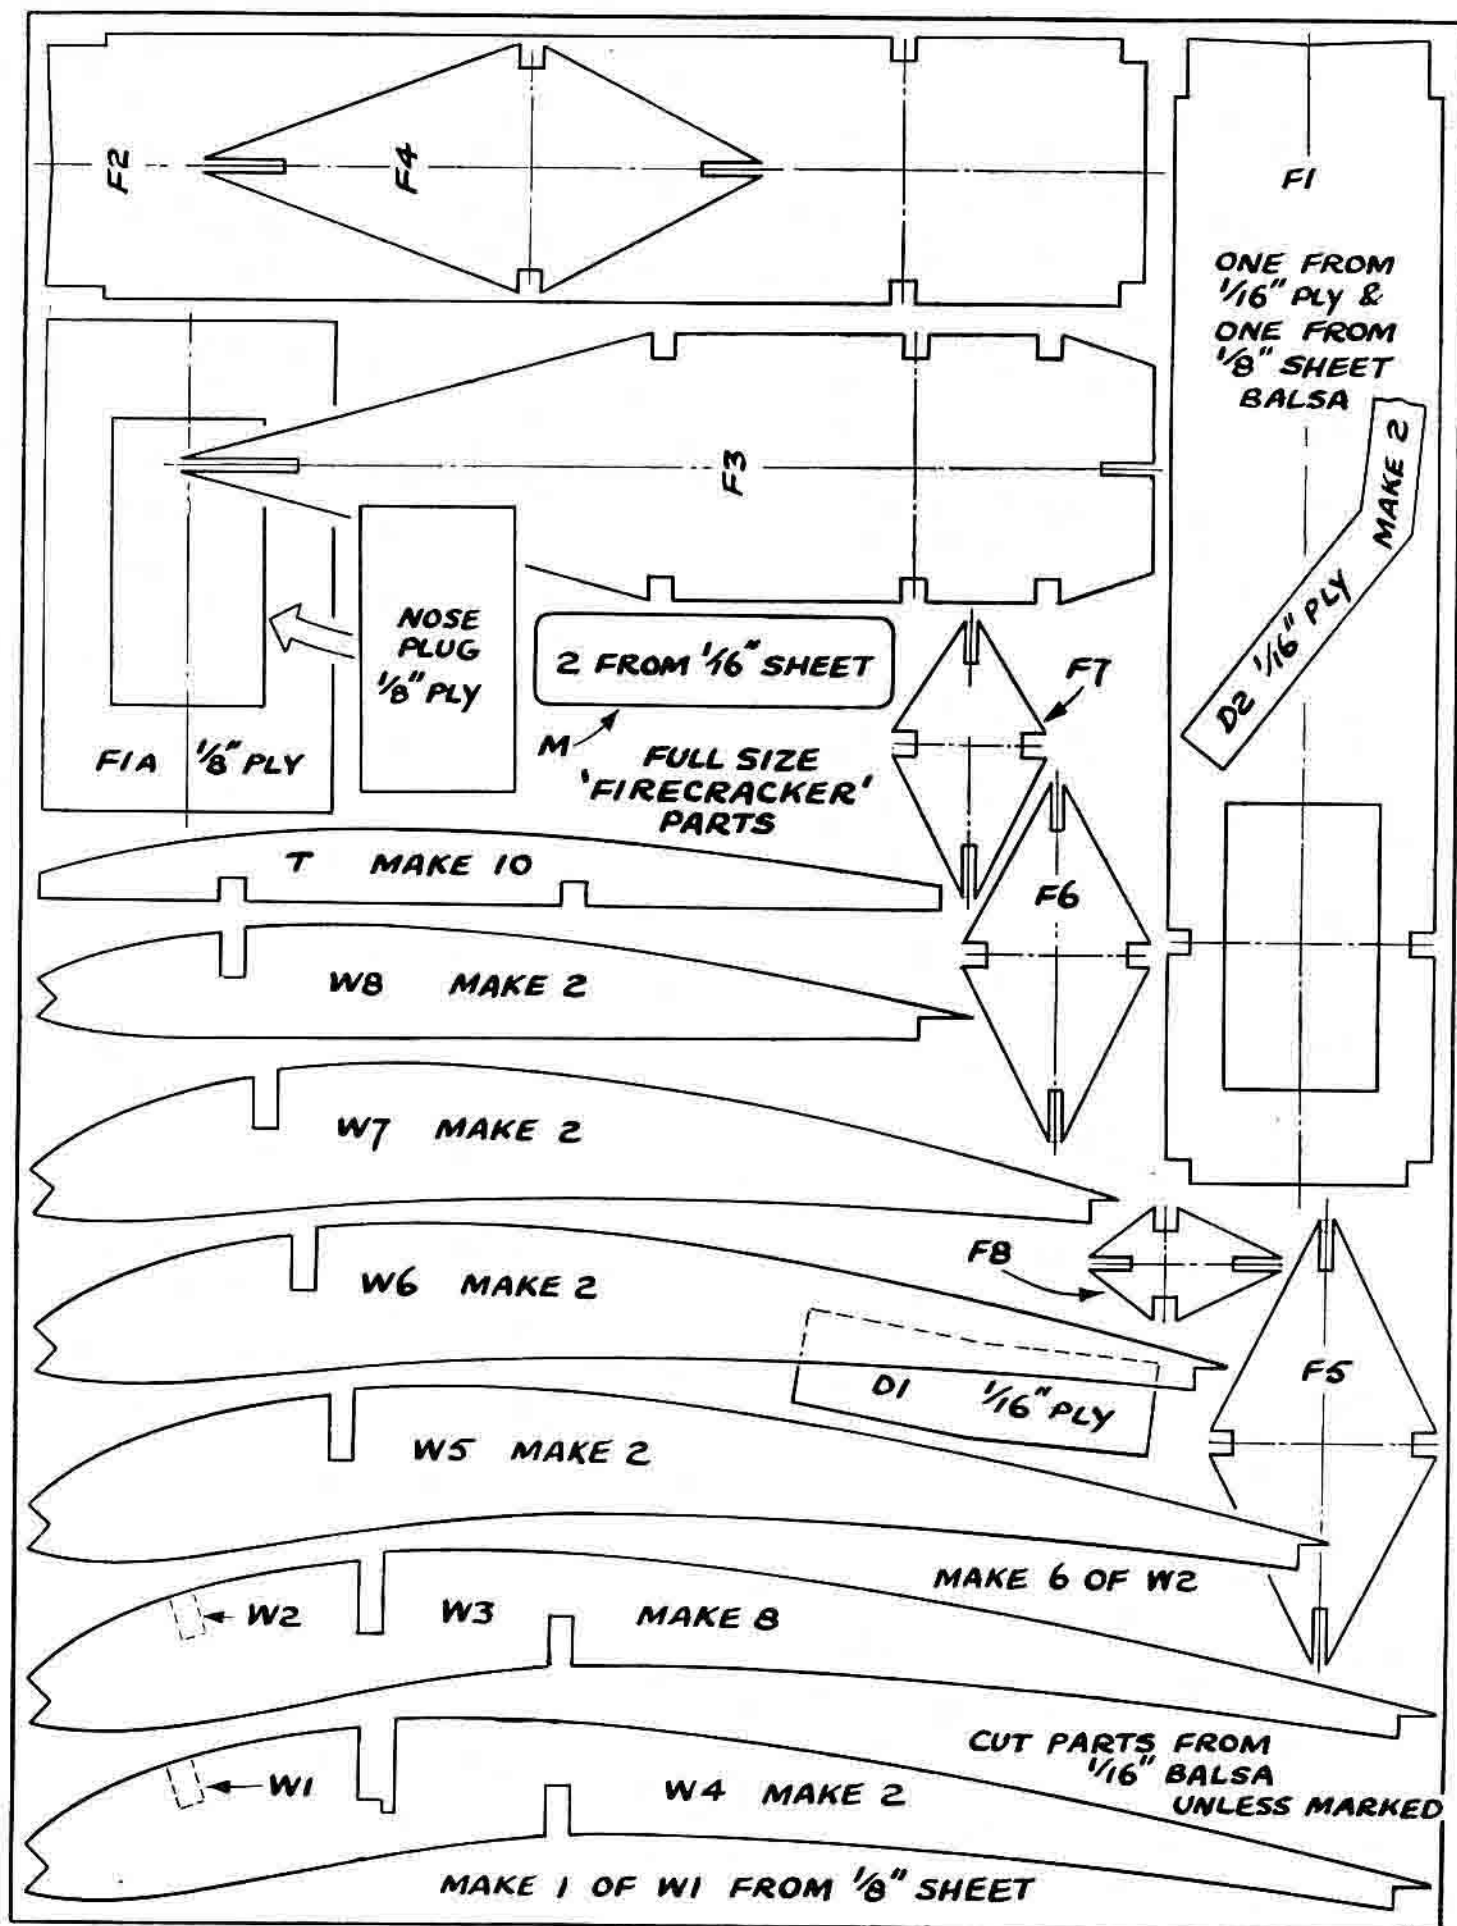 F2
F4
F1
ONE FROM
1/16" PLY &
ONE FROM
1/8" SHEET
BALSA
F3
MAKE 2
D2 1/16" PLY
NOSE
PLUG
1/8" PLY
2 FROM 1/16" SHEET
F7
F1A 1/8" PLY
M
FULL SIZE
'FIRECRACKER'
PARTS
T MAKE 10
F6
W8 MAKE 2
W7 MAKE 2
F8
W6 MAKE 2
F5
D1 1/16" PLY
W5 MAKE 2
MAKE 6 OF W2
W2 W3 MAKE 8
CUT PARTS FROM
1/16" BALSA
UNLESS MARKED
W1 W4 MAKE 2
MAKE 1 OF W1 FROM 1/8" SHEET